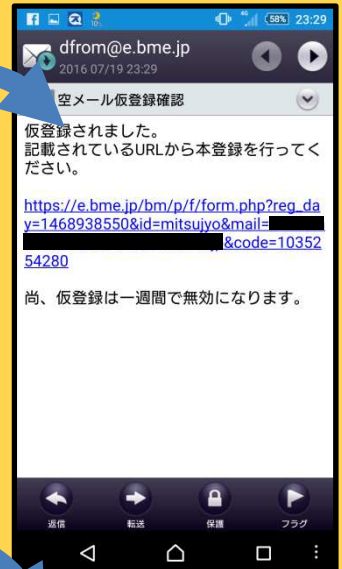 58% 23:29
dfrom@e.bme.jp
2016 07/19 23:29
空メール仮登録確認
仮登録されました。
記載されているURLから本登録を行ってく
ださい。
https://e.bme.jp/bm/p/f/form.php?reg_da
y=1468938550&id=mitsujyo&mail=
&code=10352
54280
尚、仮登録は一週間で無効になります。
返信 転送 保護 フラグ